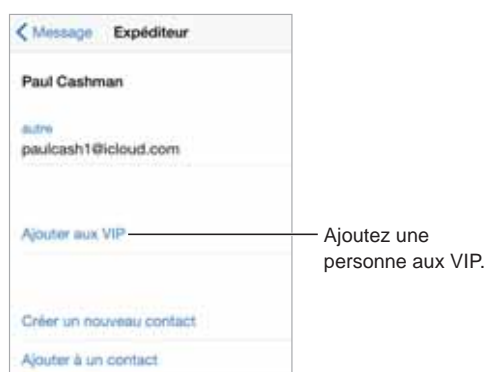 Message Expéditeur
Paul Cashman
autre
paulcash1@icloud.com
Ajouter aux VIP
Ajoutez une
personne aux VIP.
Créer un nouveau contact
Ajouter à un contact